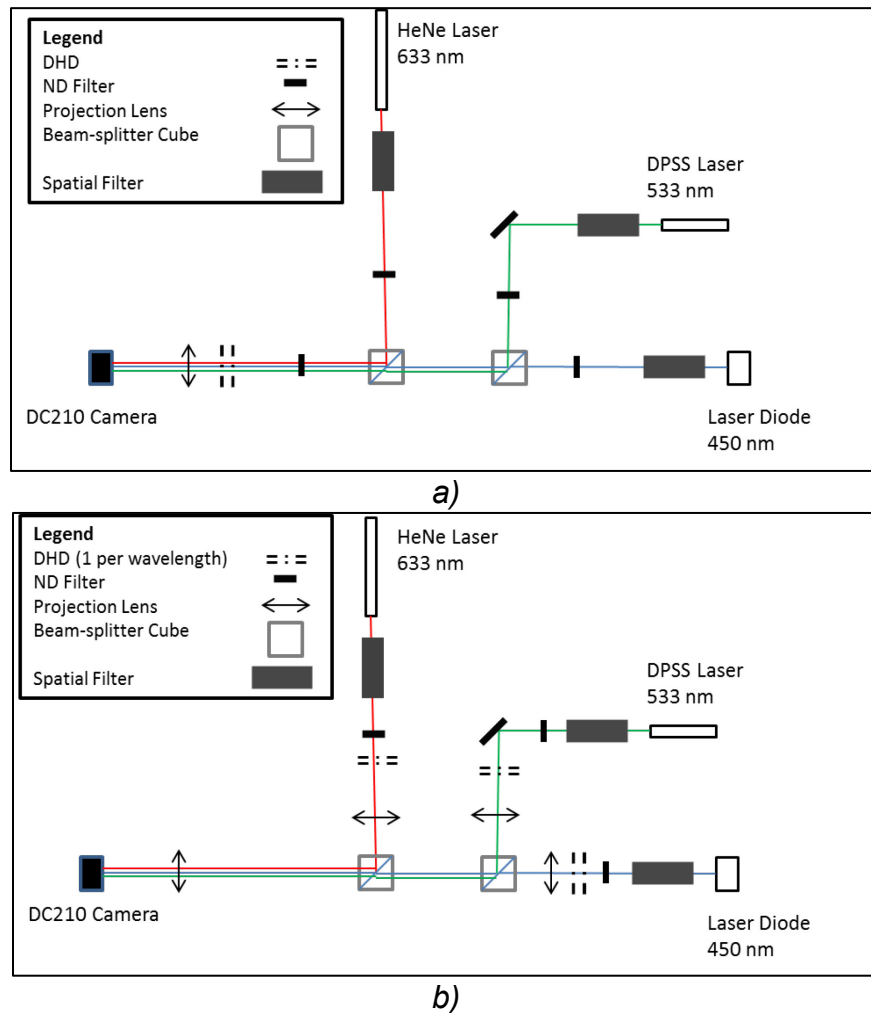 Legend
DHD
ND Filter
Projection Lens
Beam-splitter Cube
Spatial Filter
HeNe Laser
633 nm
DPSS Laser
533 nm
DC210 Camera
Laser Diode
450 nm
a)
Legend
DHD (1 per wavelength)
ND Filter
Projection Lens
Beam-splitter Cube
Spatial Filter
HeNe Laser
633 nm
DPSS Laser
533 nm
DC210 Camera
Laser Diode
450 nm
b)